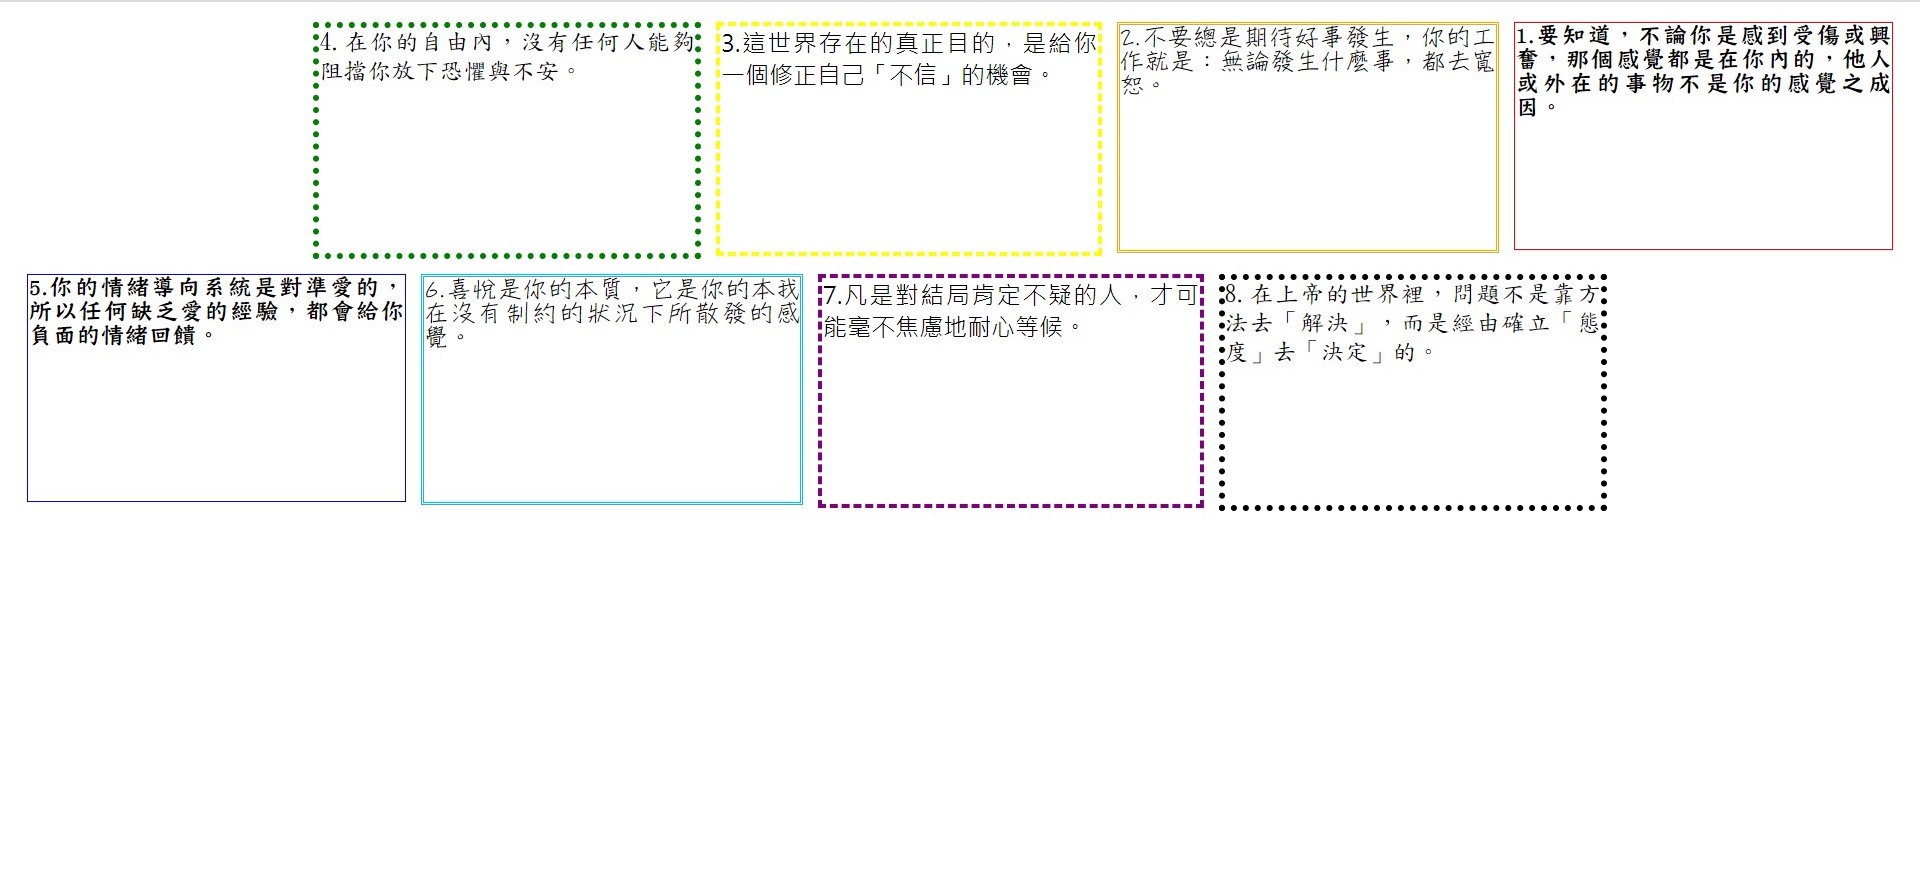 1.要知道，不論你是感到受傷或興
奮，那個感覺都是在你內的，他人
或外在的事物不是你的感覺之成
因。
2.不要總是期待好事發生，你的工
作就是：無論發生什麼事，都去寬
恕。
3.這世界存在的真正目的，是給你
一個修正自己「不信」的機會。
4. 在你的自由內，沒有任何人能夠
阻擋你放下恐懼與不安。
5.你的情緒導向系統是對準愛的，
所以任何缺乏愛的經驗，都會給你
負面的情緒回饋。
6.喜悅是你的本質，它是你的本我
在沒有制約的狀況下所散發的感
覺。
7.凡是對結局肯定不疑的人，才可
能毫不焦慮地耐心等候。
8. 在上帝的世界裡，問題不是靠方
法去「解決」，而是經由確立「態
度」去「決定」的。